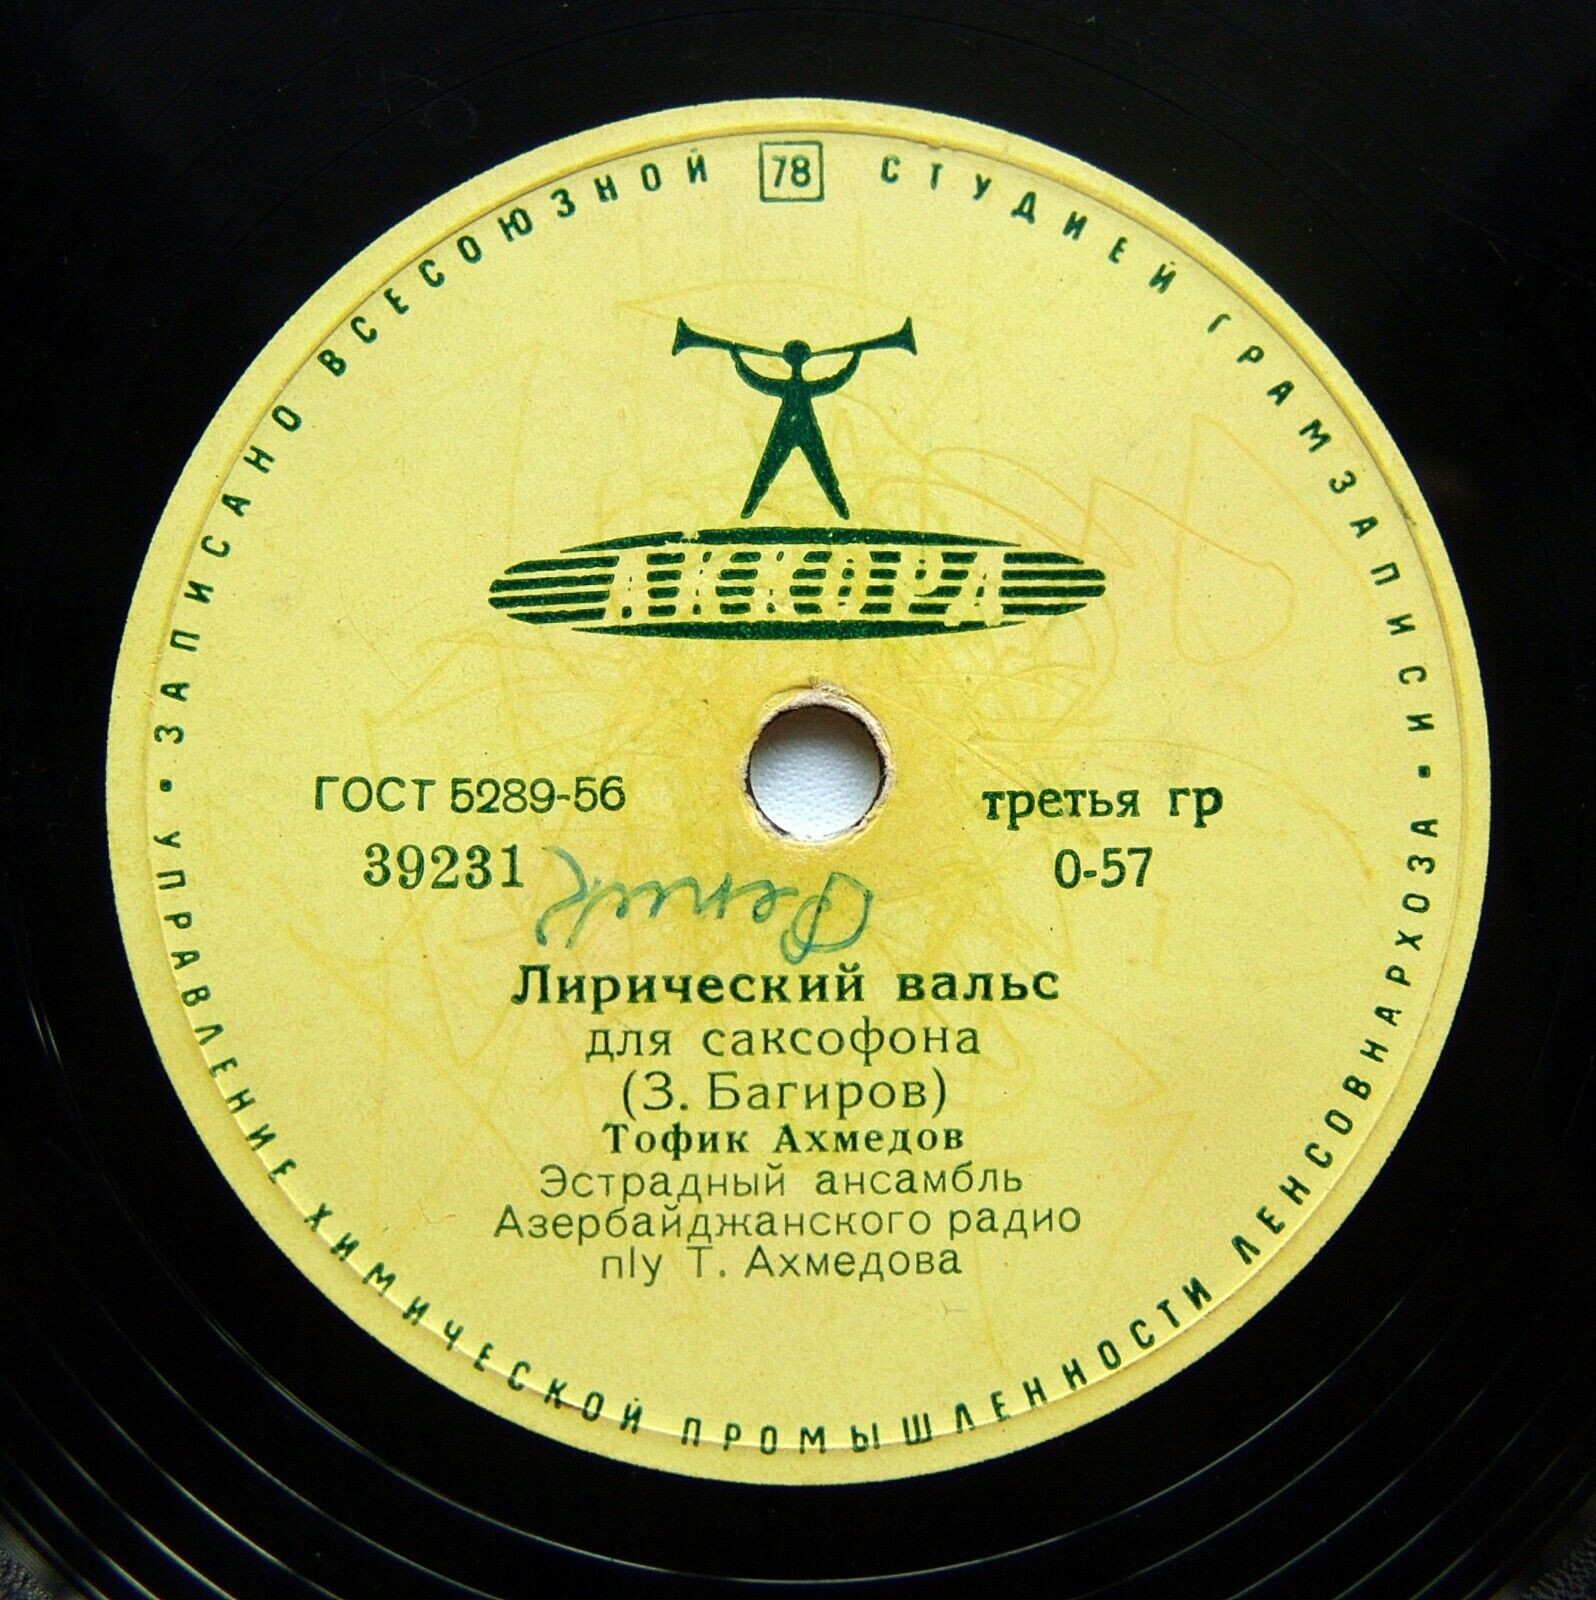 • ЗАПИСАНО ВСЕСОЮЗНОЙ 78 СТУДИЕЙ ГРАМЗАПИСИ •
АККОРД
ГОСТ 5289-56
третья гр
39231
0-57
Лирический вальс
для саксофона
(З. Багиров)
Тофик Ахмедов
Эстрадный ансамбль
Азербайджанского радио
п/у Т. Ахмедова
УПРАВЛЕНИЕ ХИМИЧЕСКОЙ ПРОМЫШЛЕННОСТИ ЛЕНСОВНАРХОЗА